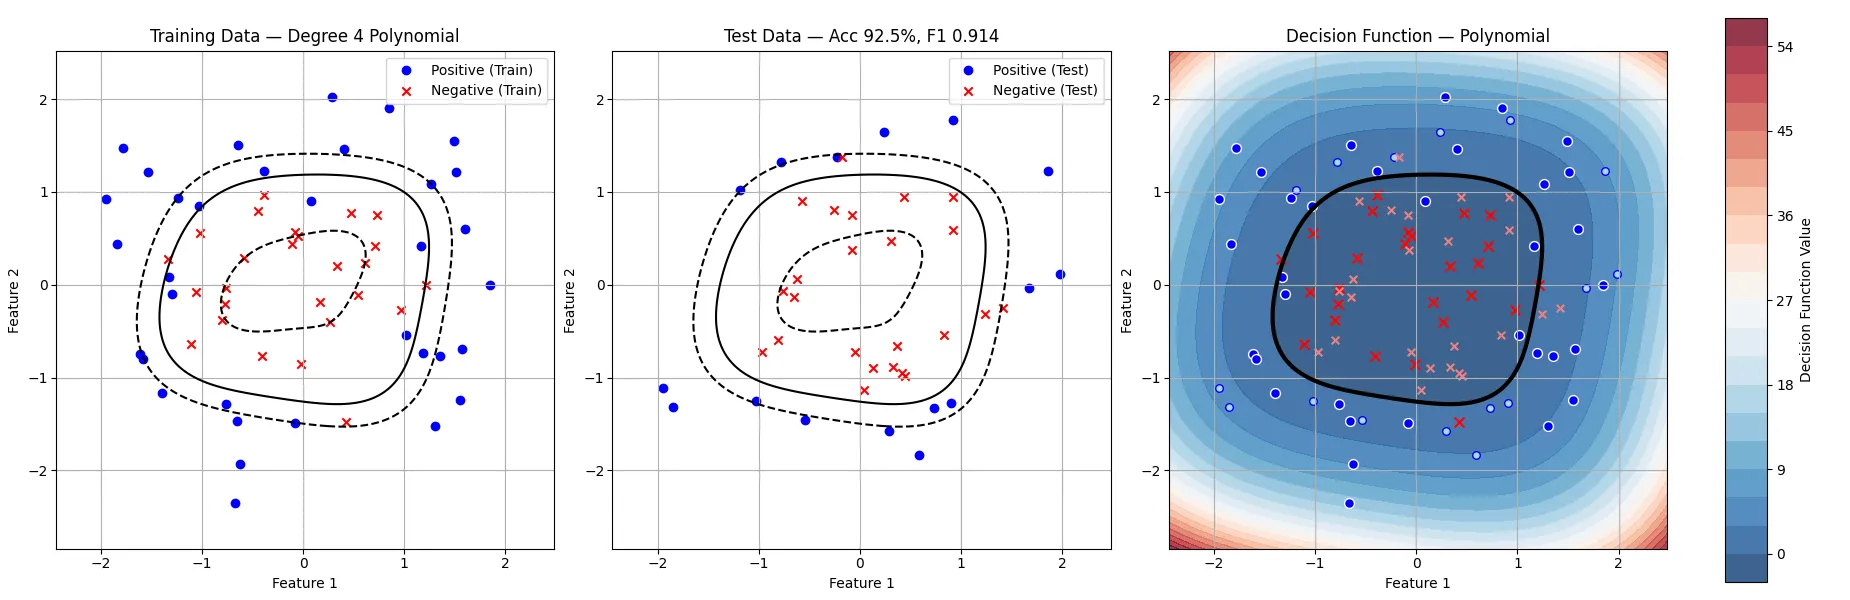 Training Data — Degree 4 Polynomial
Positive (Train)
Negative (Train)
2
1
0
−1
−2
Feature 2
−2
−1
0
1
2
Feature 1
Test Data — Acc 92.5%, F1 0.914
Positive (Test)
Negative (Test)
2
1
0
−1
−2
Feature 2
−2
−1
0
1
2
Feature 1
Decision Function — Polynomial
2
1
0
−1
−2
Feature 2
−2
−1
0
1
2
Feature 1
54
45
36
27
18
9
0
Decision Function Value